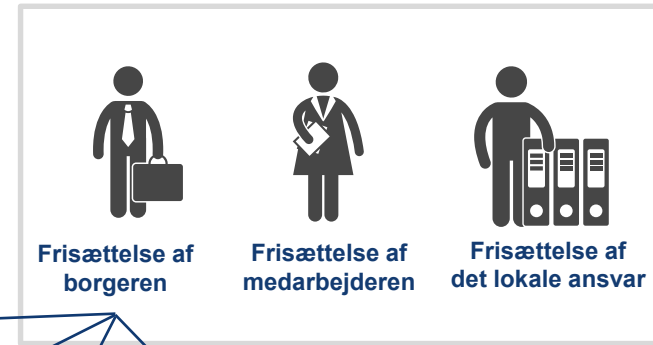 Frisættelse af
borgeren
Frisættelse af
medarbejderen
Frisættelse af
det lokale ansvar